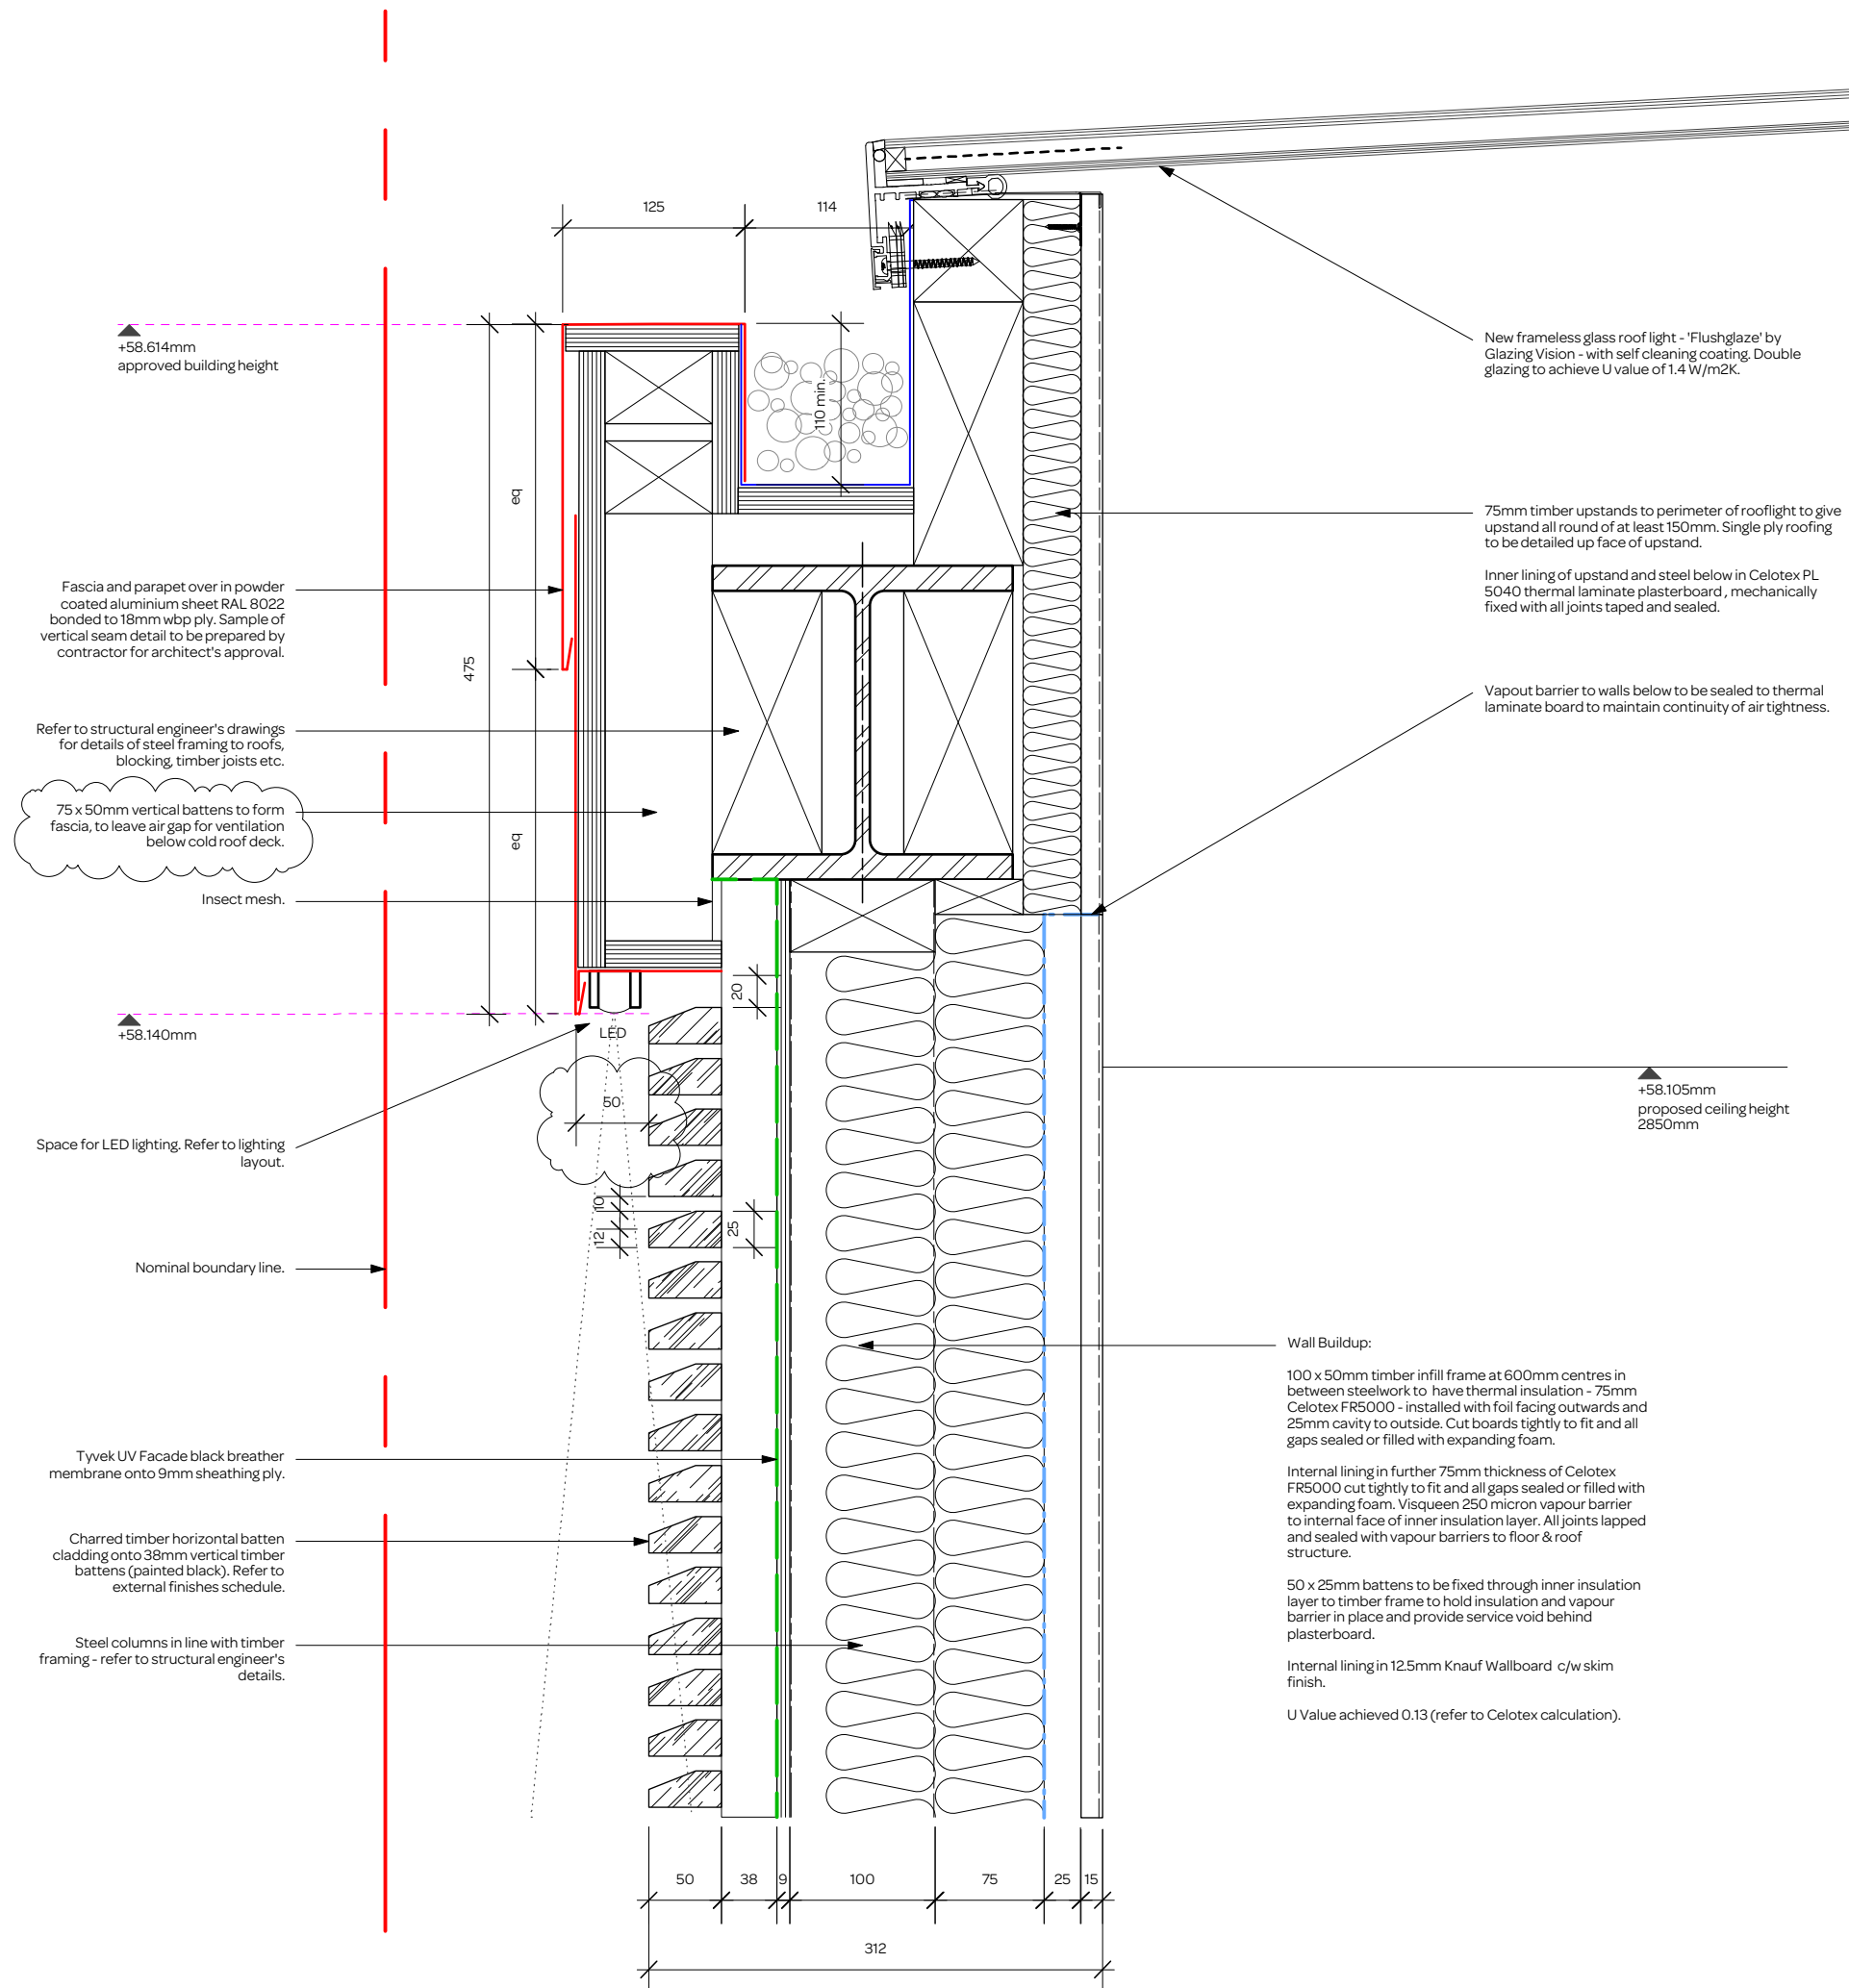 125
114
+58.614mm
approved building height
110 min.
New frameless glass roof light - 'Flushglaze' by
Glazing Vision - with self cleaning coating. Double
glazing to achieve U value of 1.4 W/m2K.
eq
75mm timber upstands to perimeter of rooflight to give
upstand all round of at least 150mm. Single ply roofing
to be detailed up face of upstand.
Inner lining of upstand and steel below in Celotex PL
5040 thermal laminate plasterboard , mechanically
fixed with all joints taped and sealed.
Fascia and parapet over in powder
coated aluminium sheet RAL 8022
bonded to 18mm wbp ply. Sample of
vertical seam detail to be prepared by
contractor for architect's approval.
475
Vapout barrier to walls below to be sealed to thermal
laminate board to maintain continuity of air tightness.
Refer to structural engineer's drawings
for details of steel framing to roofs,
blocking, timber joists etc.
75 x 50mm vertical battens to form
fascia, to leave air gap for ventilation
below cold roof deck.
eq
Insect mesh.
20
+58.140mm
LED
50
+58.105mm
proposed ceiling height
2850mm
Space for LED lighting. Refer to lighting
layout.
10
12
25
Nominal boundary line.
Wall Buildup:
100 x 50mm timber infill frame at 600mm centres in
between steelwork to have thermal insulation - 75mm
Celotex FR5000 - installed with foil facing outwards and
25mm cavity to outside. Cut boards tightly to fit and all
gaps sealed or filled with expanding foam.
Internal lining in further 75mm thickness of Celotex
FR5000 cut tightly to fit and all gaps sealed or filled with
expanding foam. Visqueen 250 micron vapour barrier
to internal face of inner insulation layer. All joints lapped
and sealed with vapour barriers to floor & roof
structure.
50 x 25mm battens to be fixed through inner insulation
layer to timber frame to hold insulation and vapour
barrier in place and provide service void behind
plasterboard.
Internal lining in 12.5mm Knauf Wallboard c/w skim
finish.
U Value achieved 0.13 (refer to Celotex calculation).
Tyvek UV Facade black breather
membrane onto 9mm sheathing ply.
Charred timber horizontal batten
cladding onto 38mm vertical timber
battens (painted black). Refer to
external finishes schedule.
Steel columns in line with timber
framing - refer to structural engineer's
details.
50
38
9
100
75
25
15
312